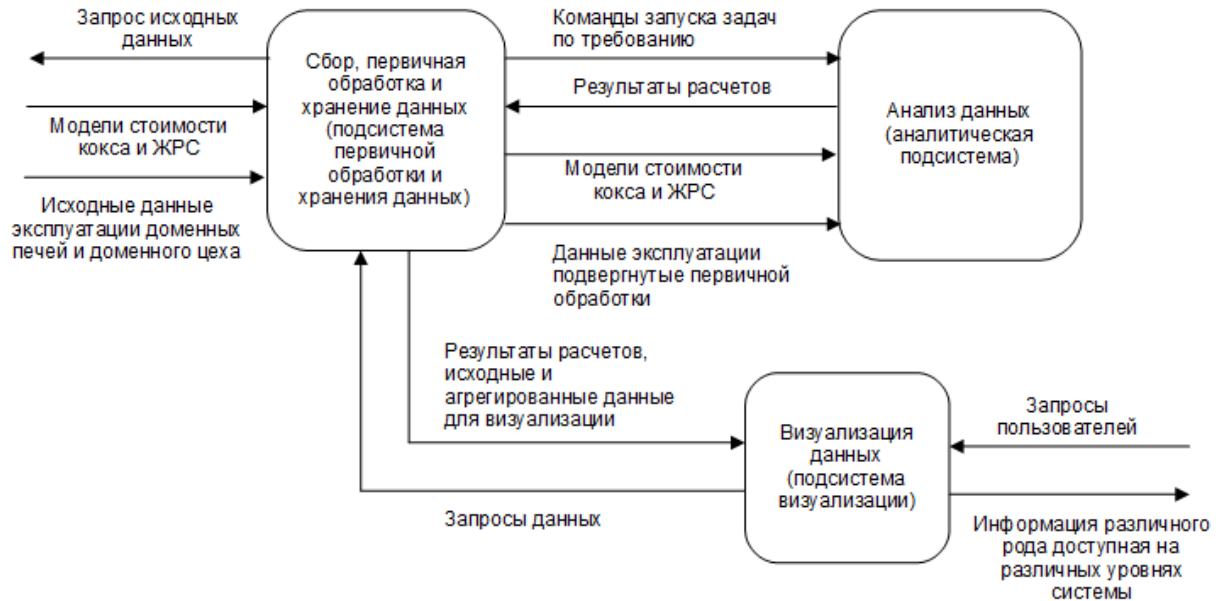 Запрос исходных
данных
Модели стоимости
кокса и ЖРС
Исходные данные
эксплуатации доменных
печей и доменного цеха
Сбор, первичная
обработка и
хранение данных
(подсистема
первичной
обработки и
хранения данных)
Команды запуска задач
по требованию
Результаты расчетов
Модели стоимости
кокса и ЖРС
Данные эксплуатации
подвергнутые первичной
обработки
Анализ данных
(аналитическая
подсистема)
Результаты расчетов,
исходные и
агрегированные данные
для визуализации
Запросы данных
Визуализация
данных
(подсистема
визуализации)
Запросы
пользователей
Информация различного
рода доступная на
различных уровнях
системы